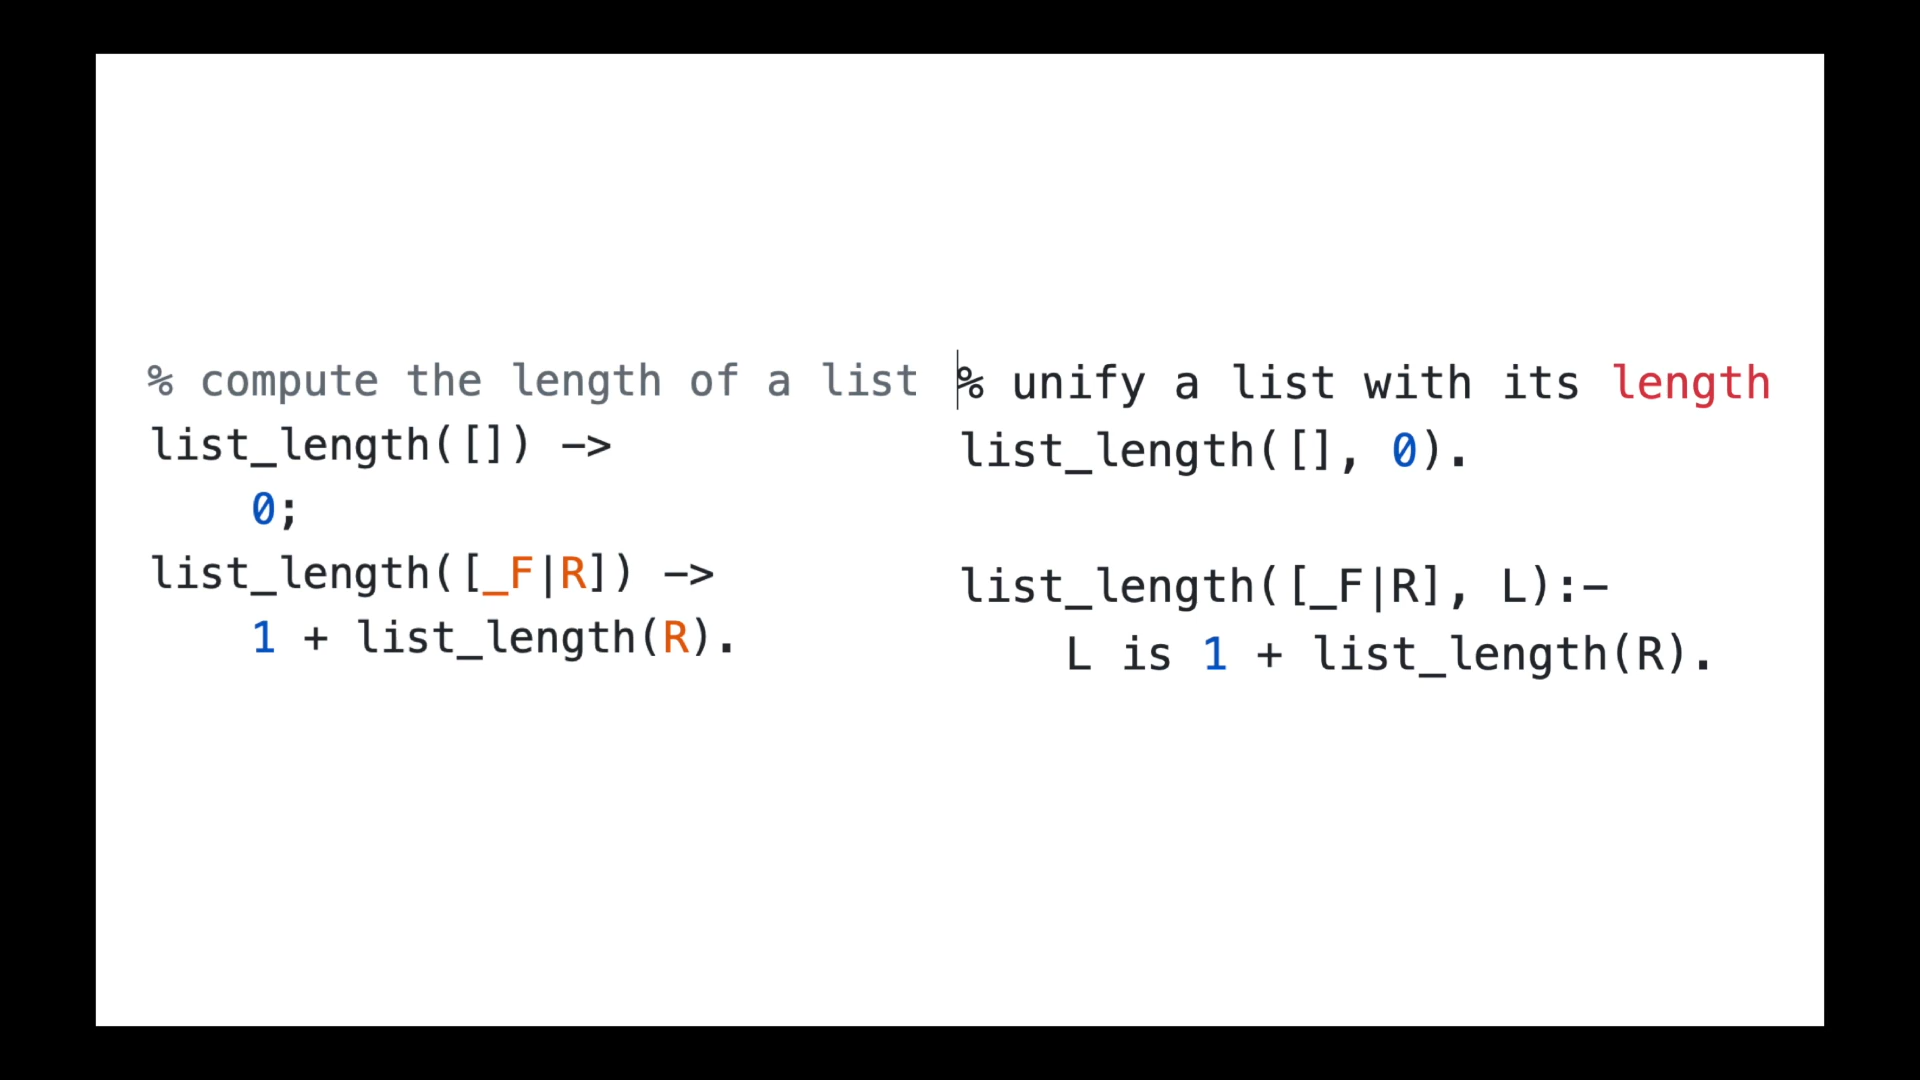 % compute the length of a list
list_length([]) ->
    0;
list_length([_F|R]) ->
    1 + list_length(R).
% unify a list with its length
list_length([], 0).
list_length([_F|R], L):-
    L is 1 + list_length(R).